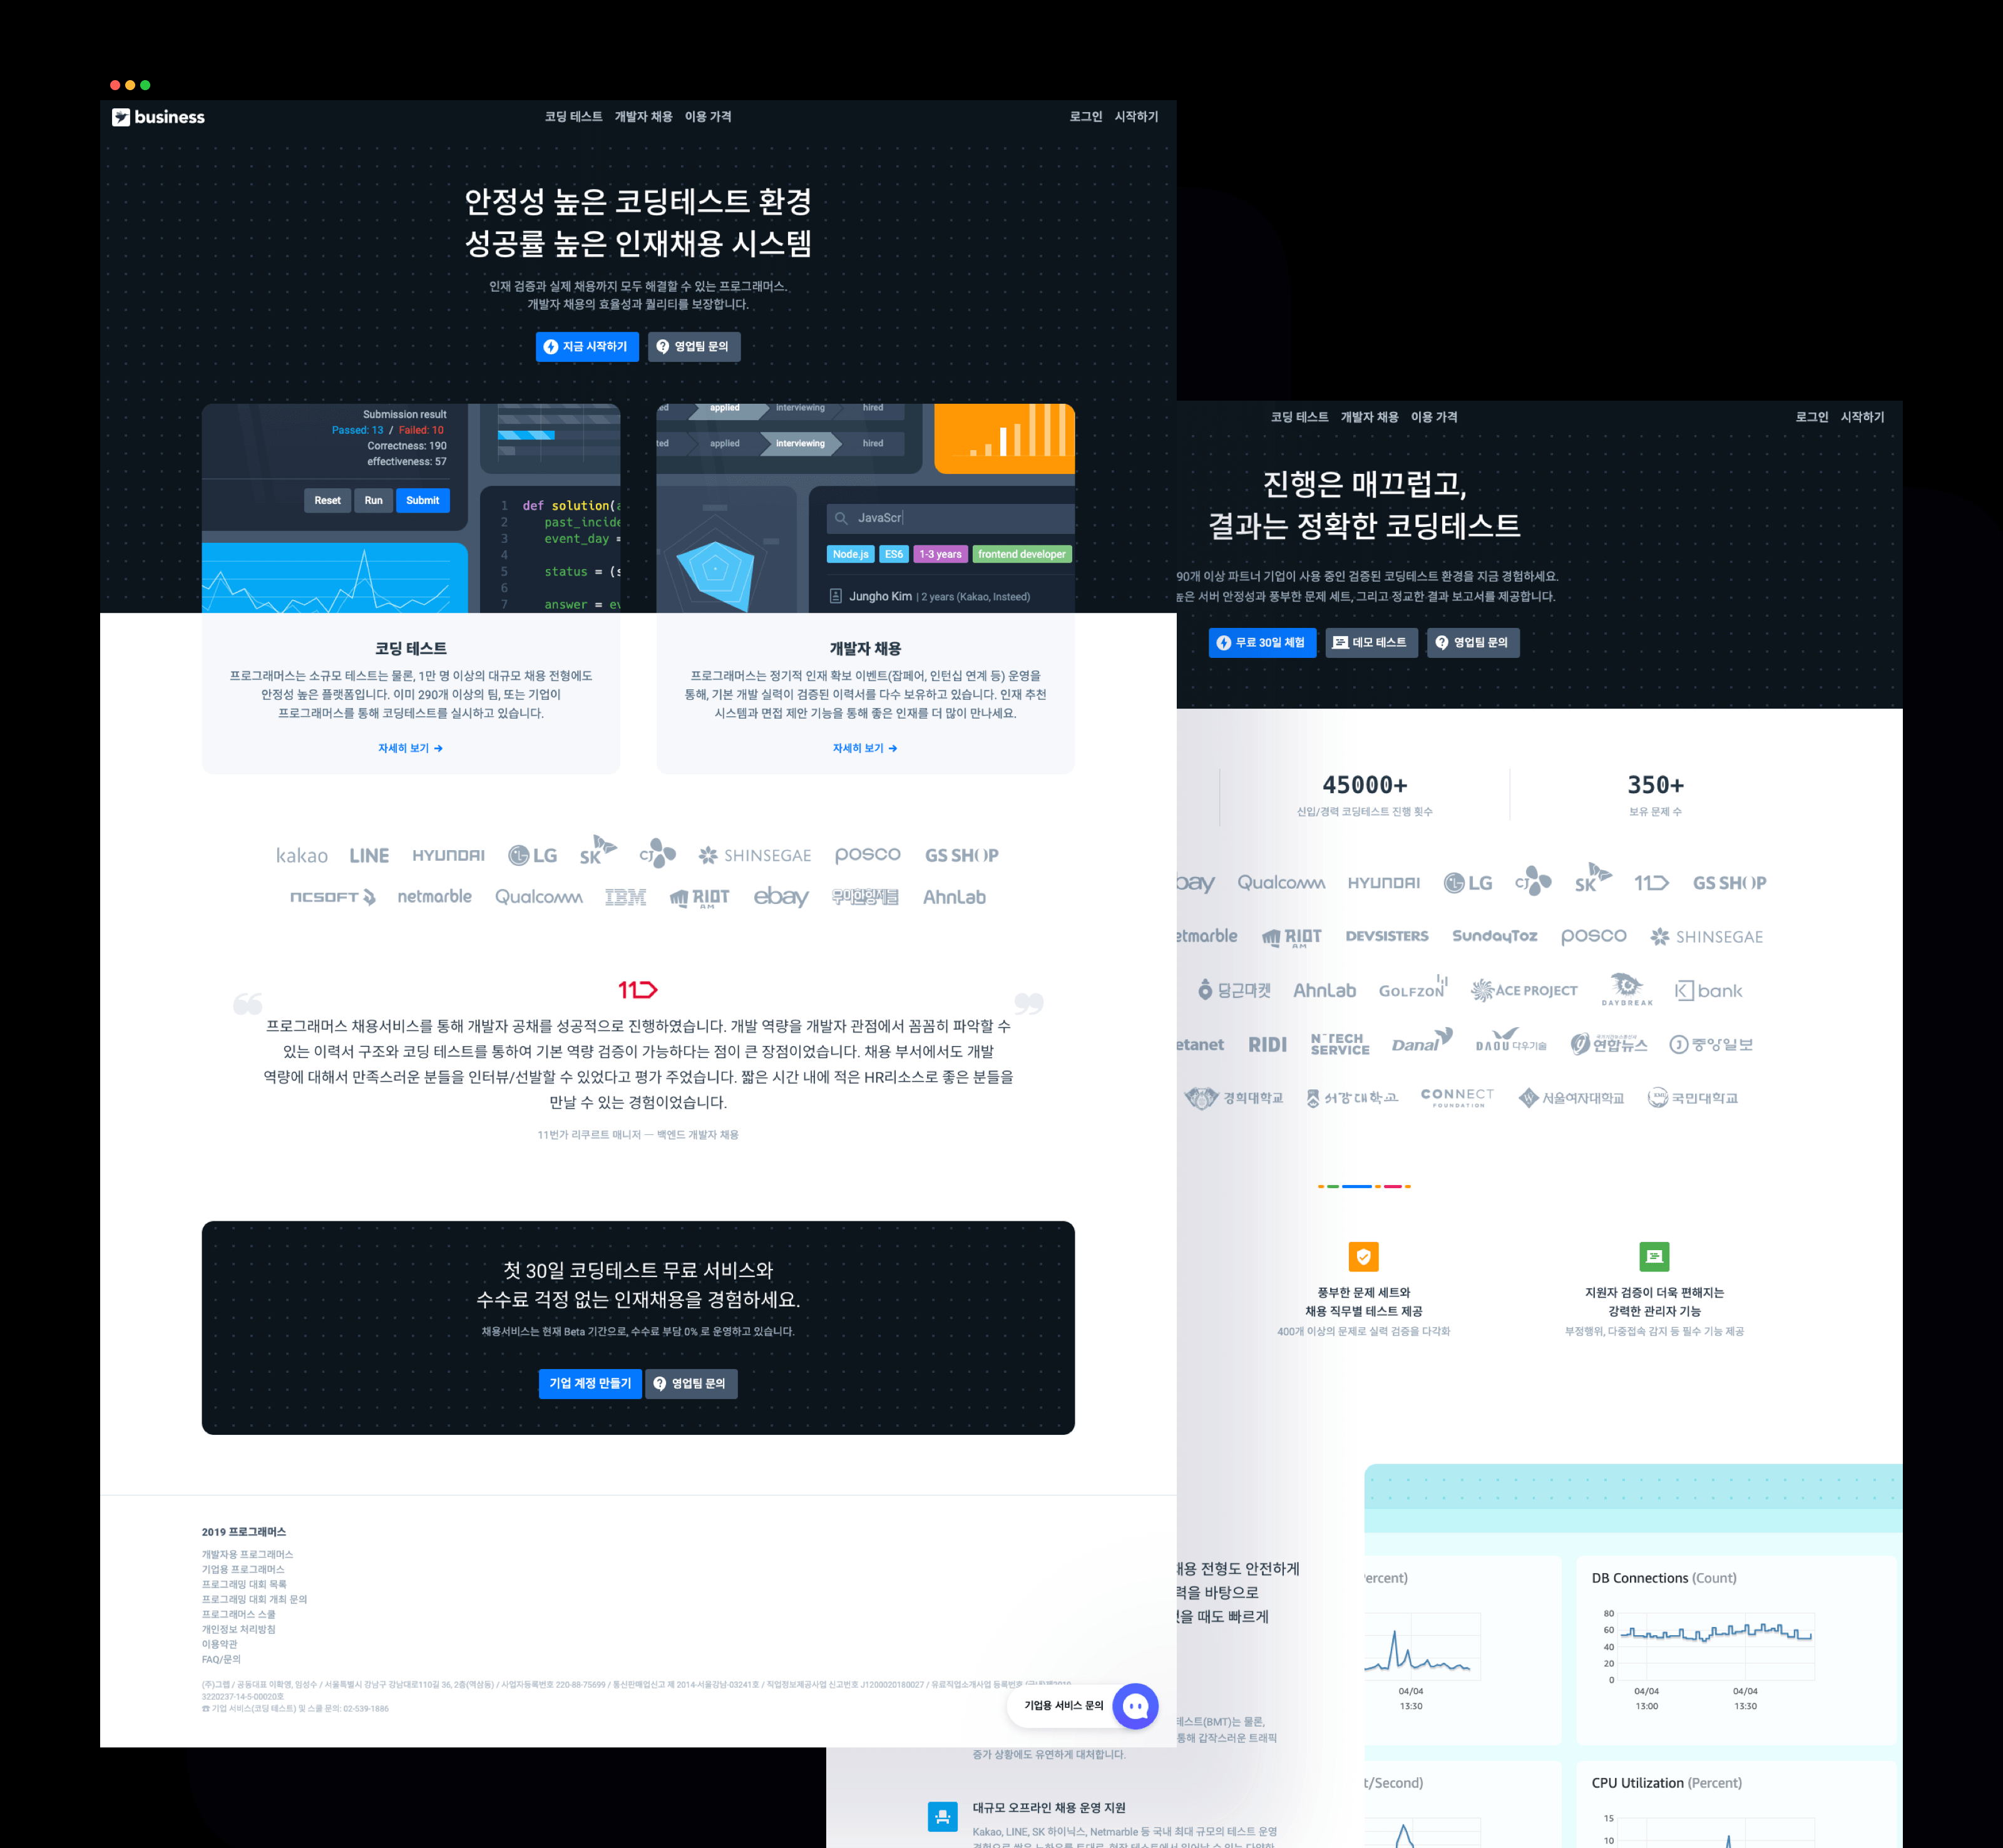 business
코딩 테스트 개발자 채용 이용 가격
로그인 시작하기
안정성 높은 코딩테스트 환경
성공률 높은 인재채용 시스템
인재 검증과 실제 채용까지 모두 해결할 수 있는 프로그래머스.
개발자 채용의 효율성과 퀄리티를 보장합니다.
지금 시작하기
영업팀 문의
Submission result
Passed: 13 / Failed: 10
Correctness: 190
effectiveness: 57
Reset Run Submit
1 def solution(
2 past_incide
3 event_day =
4
5 status = (
6
7 answer =
applied interviewing hired
applied interviewing hired
JavaScr
Node.js ES6 1-3 years frontend developer
Jungho Kim | 2 years (Kakao, Insteed)
코딩 테스트
프로그래머스는 소규모 테스트는 물론, 1만 명 이상의 대규모 채용 전형에도
안정성 높은 플랫폼입니다. 이미 290개 이상의 팀, 또는 기업이
프로그래머스를 통해 코딩테스트를 실시하고 있습니다.
자세히 보기 →
개발자 채용
프로그래머스는 정기적 인재 확보 이벤트(잡페어, 인턴십 연계 등) 운영을
통해, 기본 개발 실력이 검증된 이력서를 다수 보유하고 있습니다. 인재 추천
시스템과 면접 제안 기능을 통해 좋은 인재를 더 많이 만나세요.
자세히 보기 →
kakao LINE HYUNDAI LG SK CJ SHINSEGAE posco GS SHOP
NCSOFT netmarble Qualcomm IBM RIOT ebay 우아한형제들 AhnLab
11
프로그래머스 채용서비스를 통해 개발자 공채를 성공적으로 진행하였습니다. 개발 역량을 개발자 관점에서 꼼꼼히 파악할 수
있는 이력서 구조와 코딩 테스트를 통하여 기본 역량 검증이 가능하다는 점이 큰 장점이었습니다. 채용 부서에서도 개발
역량에 대해서 만족스러운 분들을 인터뷰/선발할 수 있었다고 평가 주었습니다. 짧은 시간 내에 적은 HR리소스로 좋은 분들을
만날 수 있는 경험이었습니다.
11번가 리쿠르트 매니저 — 백엔드 개발자 채용
첫 30일 코딩테스트 무료 서비스와
수수료 걱정 없는 인재채용을 경험하세요.
채용서비스는 현재 Beta 기간으로, 수수료 부담 0% 로 운영하고 있습니다.
기업 계정 만들기
영업팀 문의
2019 프로그래머스
개발자용 프로그래머스
기업용 프로그래머스
프로그래밍 대회 목록
프로그래밍 대회 개최 문의
프로그래머스 스쿨
개인정보 처리방침
이용약관
FAQ/문의
(주)그렙 / 공동대표 이확영, 임성수 / 서울특별시 강남구 강남대로110길 36, 2층(역삼동) / 사업자등록번호 220-88-75699 / 통신판매업신고 제 2014-서울강남-03241호 / 직업정보제공사업 신고번호 J1200020180027 / 유료직업소개사업 등록번호
3220237-14-5-00020호
☎ 기업 서비스(코딩 테스트) 및 스쿨 문의: 02-539-1886
기업용 서비스 문의
코딩 테스트 개발자 채용 이용 가격
로그인 시작하기
진행은 매끄럽고,
결과는 정확한 코딩테스트
90개 이상 파트너 기업이 사용 중인 검증된 코딩테스트 환경을 지금 경험하세요.
높은 서버 안정성과 풍부한 문제 세트, 그리고 정교한 결과 보고서를 제공합니다.
무료 30일 체험
데모 테스트
영업팀 문의
45000+
신입/경력 코딩테스트 진행 횟수
350+
보유 문제 수
Qualcomm HYUNDAI LG CJ SK 11 GS SHOP
etmarble RIOT DEVSISTERS SundayToz posco SHINSEGAE
당근마켓 AhnLab GOLFZON ACE PROJECT DAYBREAK K bank
etanet RIDI N-TECH SERVICE Danal DAOU 다우기술 연합뉴스 중앙일보
경희대학교 서강대학교 CONNECT FOUNDATION 서울여자대학교 국민대학교
풍부한 문제 세트와
채용 직무별 테스트 제공
400개 이상의 문제로 실력 검증을 다각화
지원자 검증이 더욱 편해지는
강력한 관리자 기능
부정행위, 다중접속 감지 등 필수 기능 제공
채용 전형도 안전하게
력을 바탕으로
때도 빠르게
테스트(BMT)는 물론,
통해 갑작스러운 트래픽
증가 상황에도 유연하게 대처합니다.
대규모 오프라인 채용 운영 지원
Kakao, LINE, SK 하이닉스, Netmarble 등 국내 최대 규모의 테스트 운영
ercent)
04/04
13:30
DB Connections (Count)
80
60
40
20
0
04/04 04/04
13:00 13:30
t/Second)
CPU Utilization (Percent)
15
10